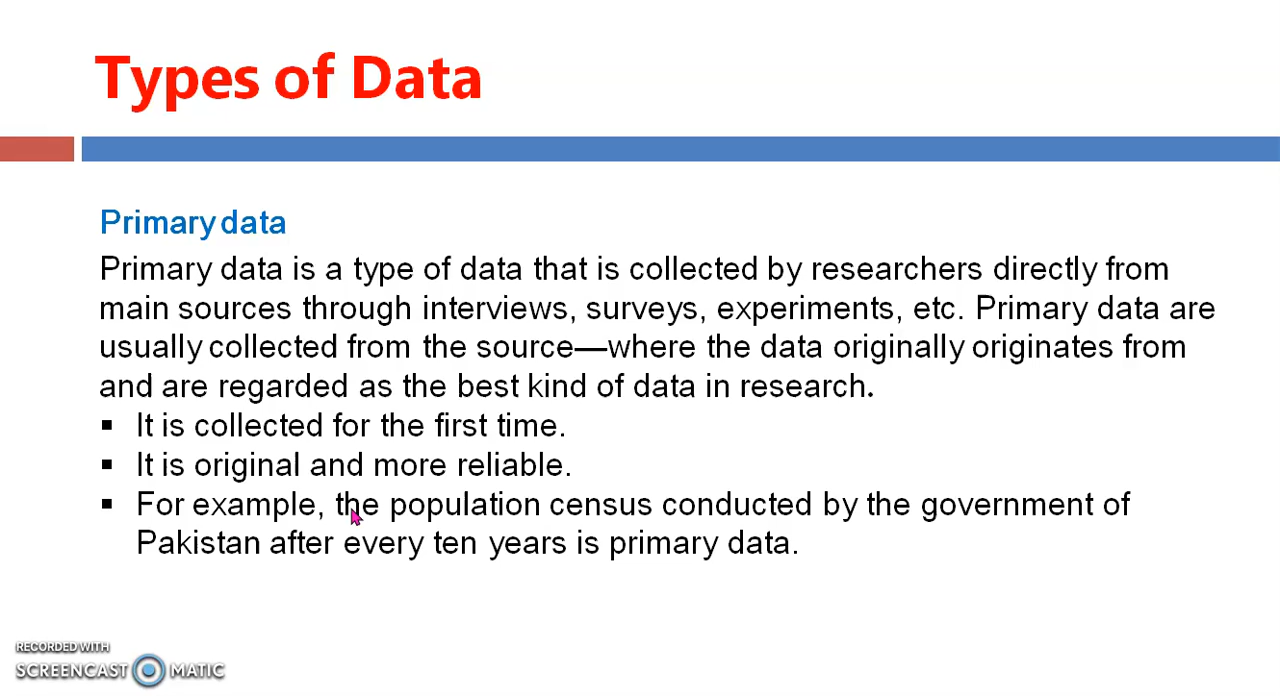 Types of Data
Primary data
Primary data is a type of data that is collected by researchers directly from
main sources through interviews, surveys, experiments, etc. Primary data are
usually collected from the source—where the data originally originates from
and are regarded as the best kind of data in research.
▪ It is collected for the first time.
▪ It is original and more reliable.
▪ For example, the population census conducted by the government of
Pakistan after every ten years is primary data.
RECORDED WITH
SCREENCAST MATIC